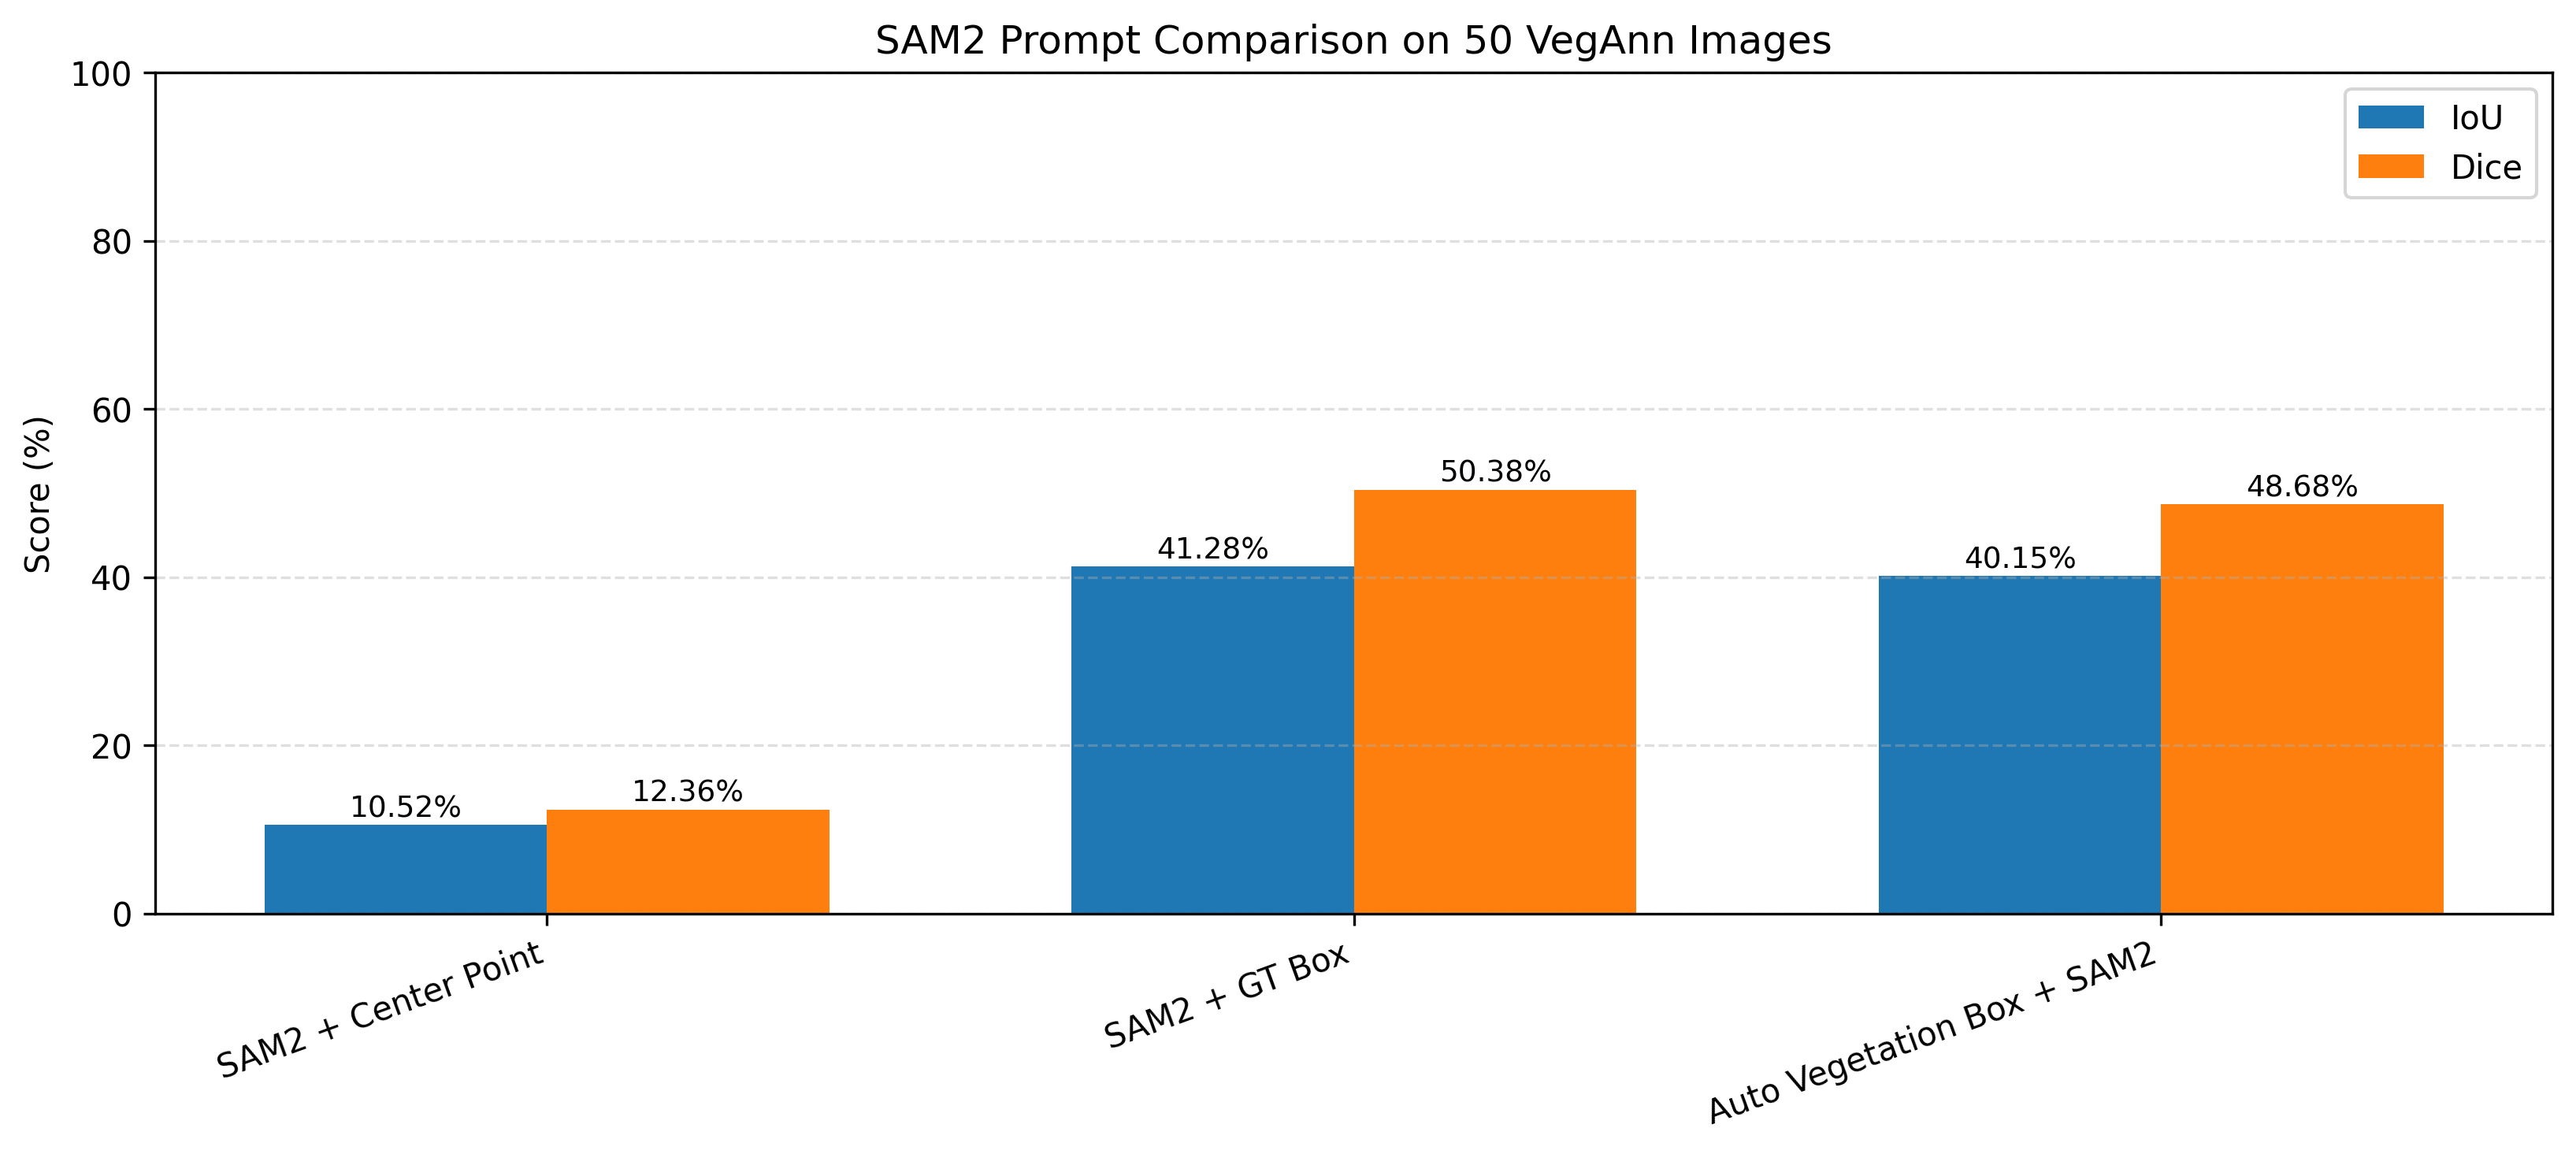 SAM2 Prompt Comparison on 50 VegAnn Images
100
80
60
40
20
0
Score (%)
IoU
Dice
10.52%
12.36%
41.28%
50.38%
40.15%
48.68%
SAM2 + Center Point
SAM2 + GT Box
Auto Vegetation Box + SAM2